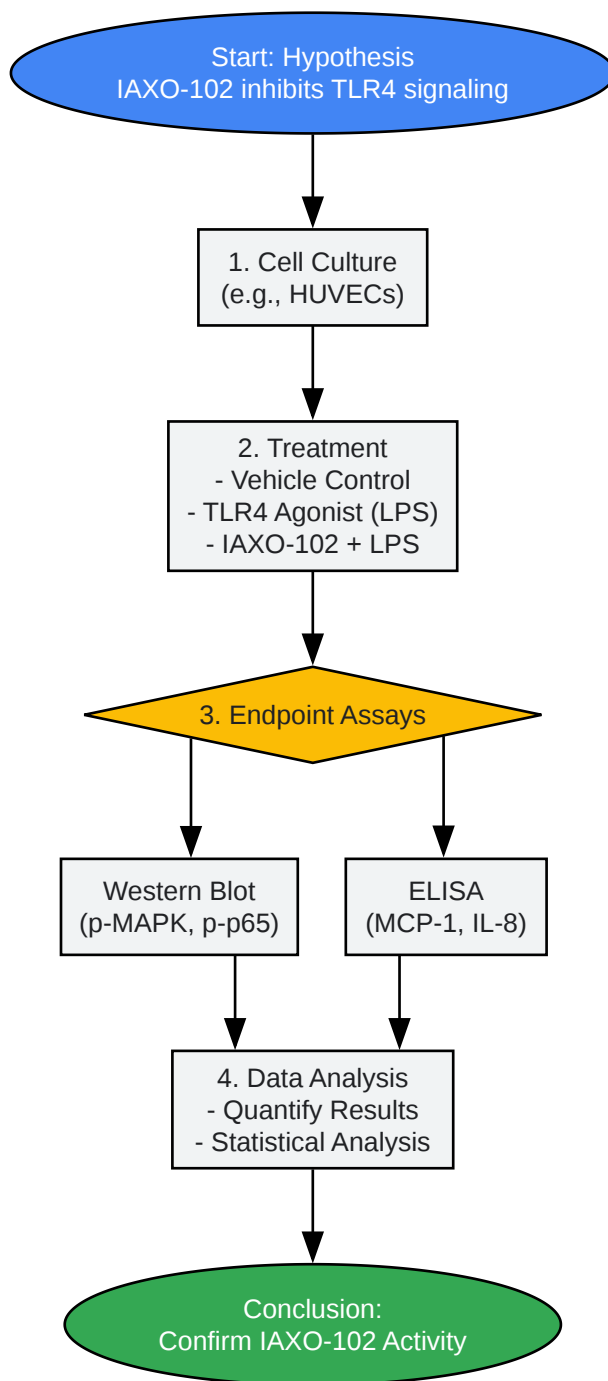 Start: Hypothesis
IAXO-102 inhibits TLR4 signaling
1. Cell Culture
(e.g., HUVECs)
2. Treatment
- Vehicle Control
- TLR4 Agonist (LPS)
- IAXO-102 + LPS
3. Endpoint Assays
Western Blot
(p-MAPK, p-p65)
ELISA
(MCP-1, IL-8)
4. Data Analysis
- Quantify Results
- Statistical Analysis
Conclusion:
Confirm IAXO-102 Activity